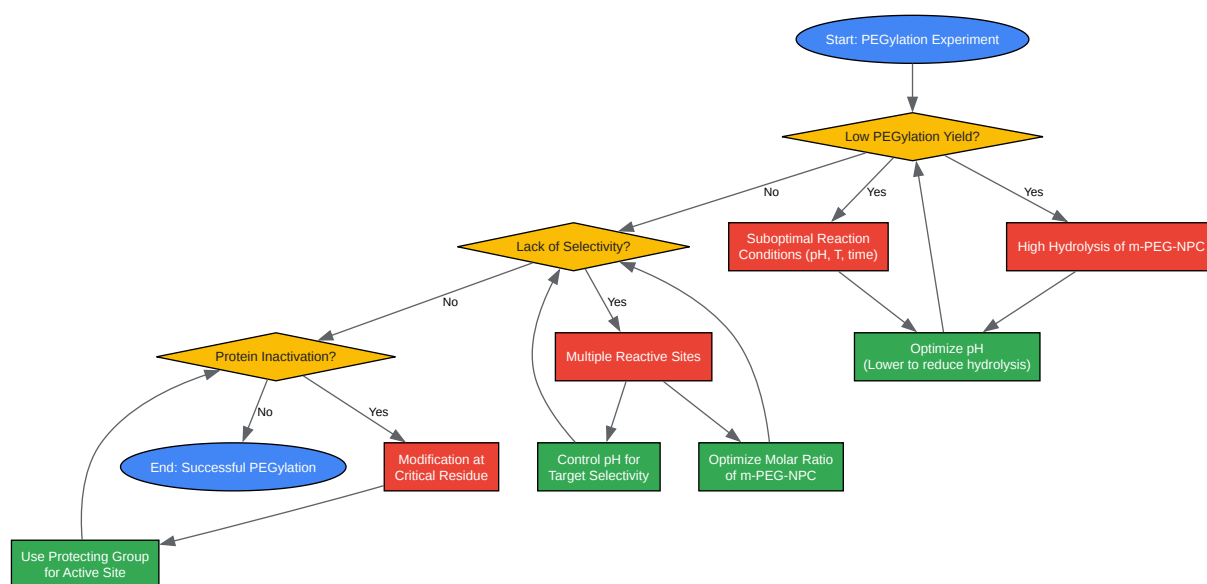 Start: PEGylation Experiment
Low PEGylation Yield?
No
Yes
Yes
Lack of Selectivity?
Suboptimal Reaction
Conditions (pH, T, time)
High Hydrolysis of m-PEG-NPC
No
Yes
Protein Inactivation?
Multiple Reactive Sites
Optimize pH
(Lower to reduce hydrolysis)
No
Yes
End: Successful PEGylation
Modification at
Critical Residue
Control pH for
Target Selectivity
Optimize Molar Ratio
of m-PEG-NPC
Use Protecting Group
for Active Site